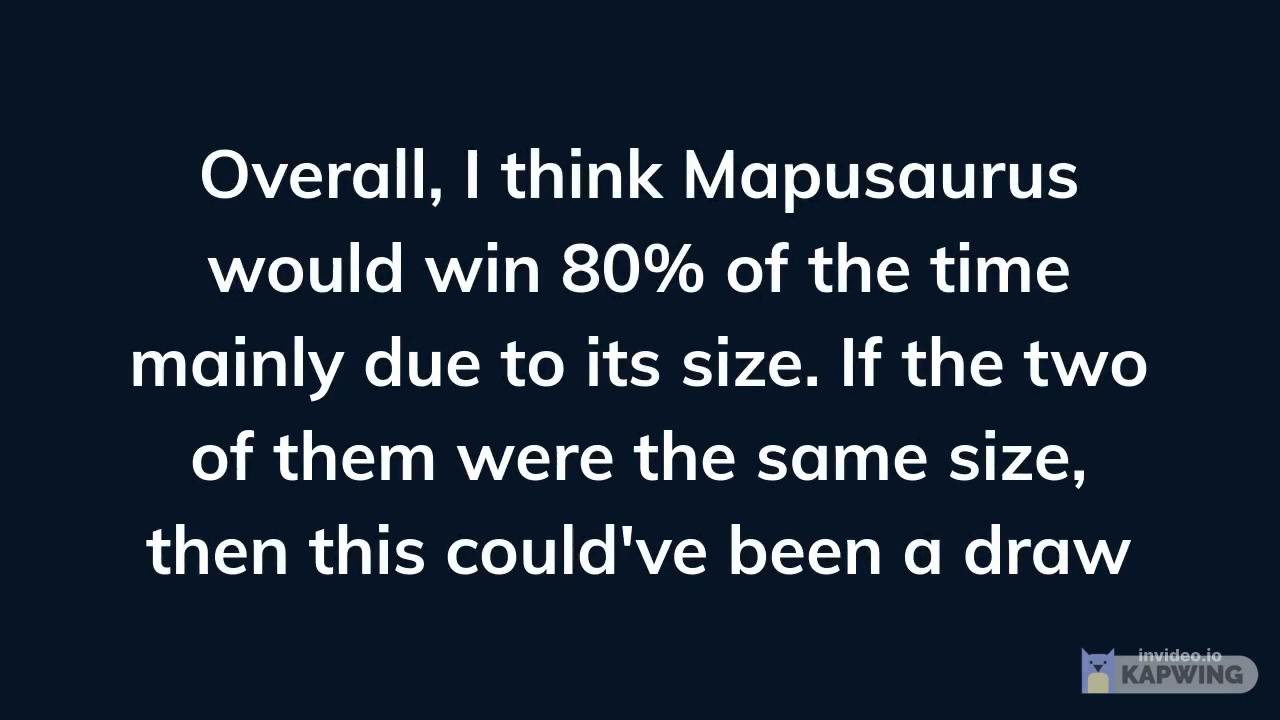 Overall, I think Mapusaurus
would win 80% of the time
mainly due to its size. If the two
of them were the same size,
then this could've been a draw
invideo.io
KAPWING